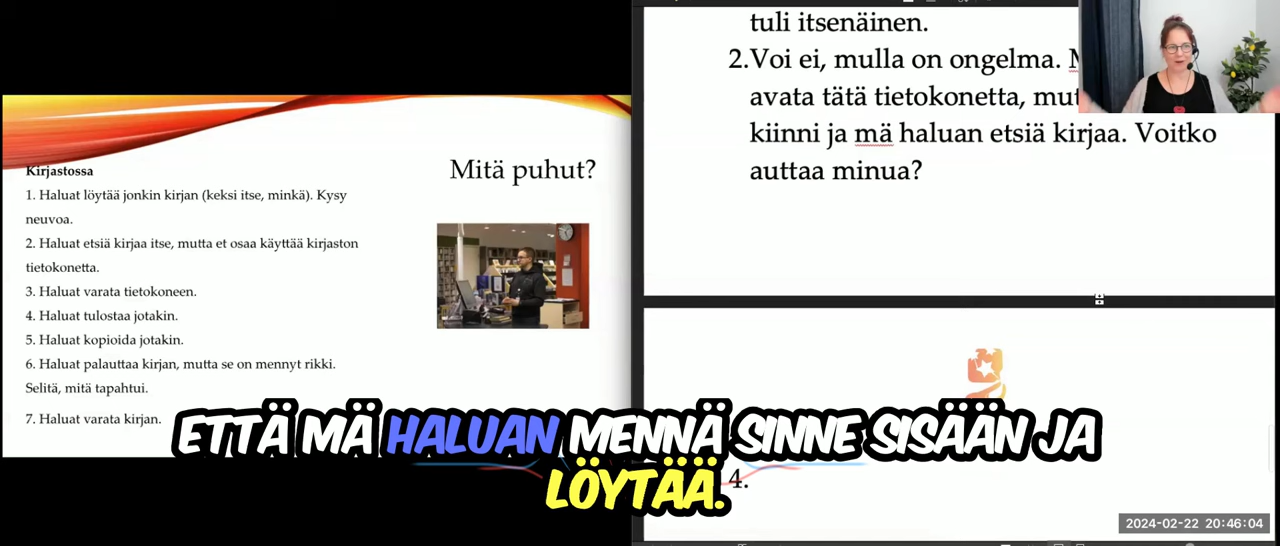 Kirjastossa
1. Haluat löytää jonkin kirjan (keksi itse, minkä). Kysy
neuvoa.
2. Haluat etsiä kirjaa itse, mutta et osaa käyttää kirjaston
tietokonetta.
3. Haluat varata tietokoneen.
4. Haluat tulostaa jotakin.
5. Haluat kopioida jotakin.
6. Haluat palauttaa kirjan, mutta se on mennyt rikki.
Selitä, mitä tapahtui.
7. Haluat varata kirjan.
Mitä puhut?
tuli itsenäinen.
2. Voi ei, mulla on ongelma.
avata tätä tietokonetta,
kiinni ja mä haluan etsiä kirjaa. Voitko
auttaa minua?
4.
ETTÄ MÄ HALUAN MENNÄ SINNE SISÄÄN JA
LÖYTÄÄ.
2024-02-22 20:46:04